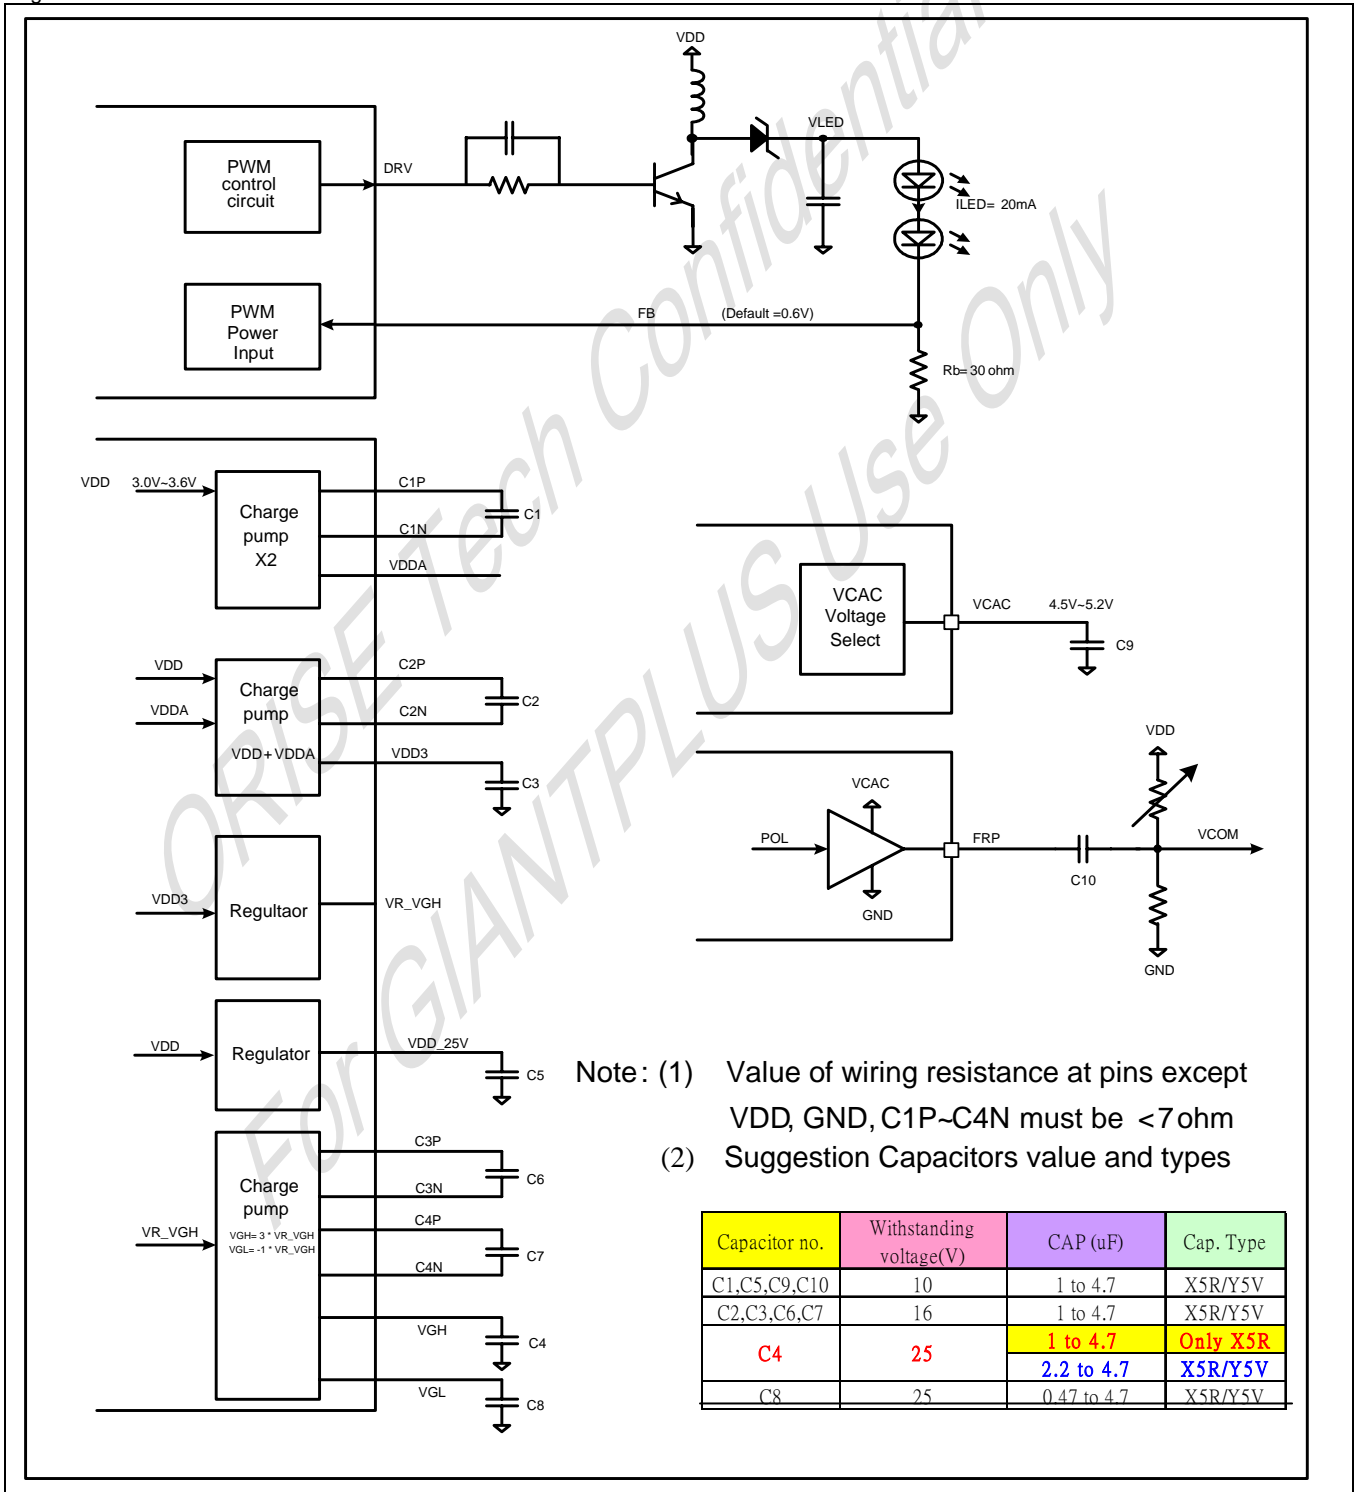 VDD
VLED
PWM
control
circuit
DRV
ILED= 20mA
PWM
Power
Input
FB (Default =0.6V)
Rb= 30 ohm
VDD 3.0V~3.6V
Charge
pump
X2
C1P
C1
C1N
VDDA
VCAC
Voltage
Select
VCAC 4.5V~5.2V
C9
VDD
VDDA
Charge
pump
VDD+VDDA
C2P
C2
C2N
VDD3
C3
VDD
VCAC
POL
FRP
C10
VCOM
GND
GND
VDD3
Regultaor
VR_VGH
VDD
Regulator
VDD_25V
C5
Note: (1) Value of wiring resistance at pins except
VDD, GND, C1P~C4N must be <7 ohm
(2) Suggestion Capacitors value and types
VR_VGH
Charge
pump
VGH= 3 * VR_VGH
VGL= -1 * VR_VGH
C3P
C6
C3N
C4P
C7
C4N
VGH
C4
VGL
C8
Capacitor no. Withstanding voltage(V) CAP (uF) Cap. Type
C1,C5,C9,C10 10 1 to 4.7 X5R/Y5V
C2,C3,C6,C7 16 1 to 4.7 X5R/Y5V
C4 25 1 to 4.7 Only X5R
2.2 to 4.7 X5R/Y5V
C8 25 0.47 to 4.7 X5R/Y5V
ORISE Tech Confidential
For GIANTPLUS Use Only